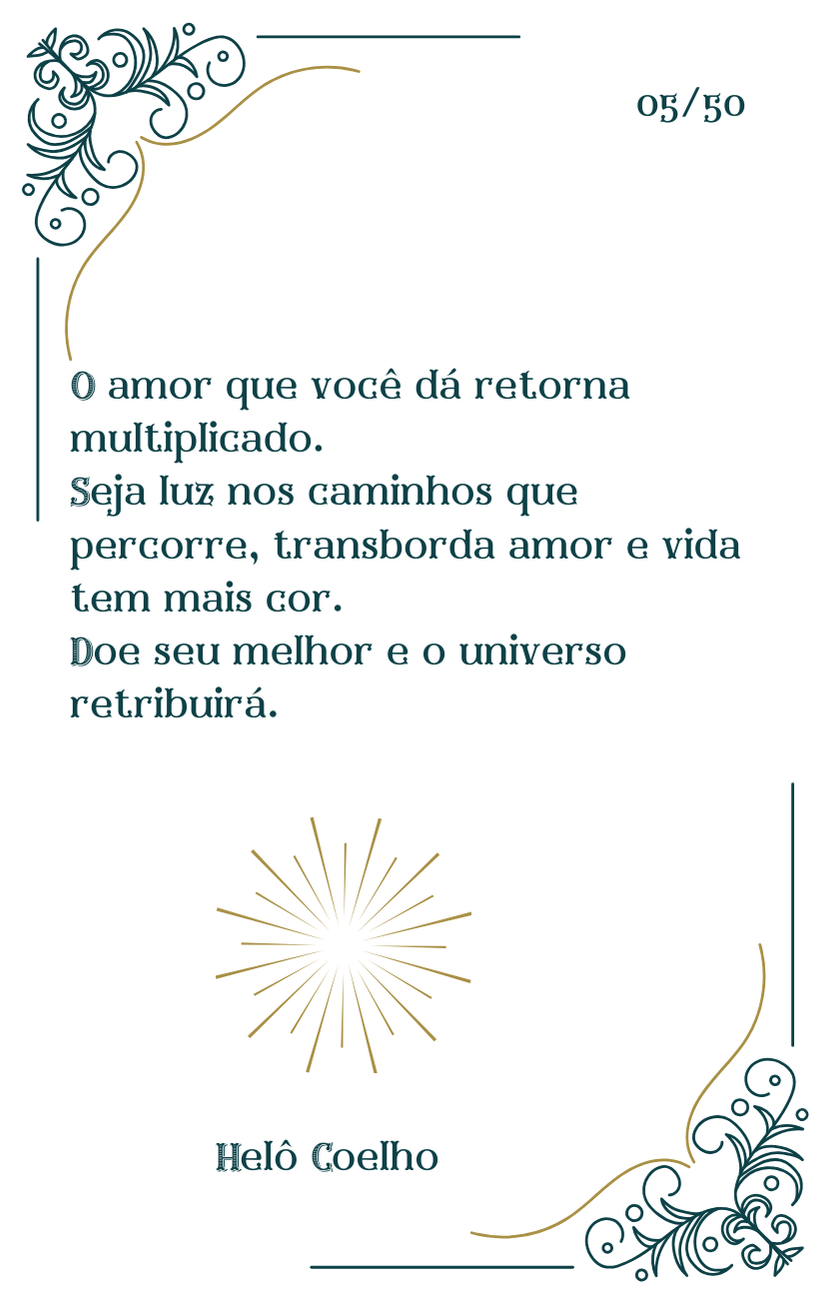 05/50
O amor que você dá retorna
multiplicado.
Seja luz nos caminhos que
percorre, transborda amor e vida
tem mais cor.
Doe seu melhor e o universo
retribuirá.
Helô Coelho